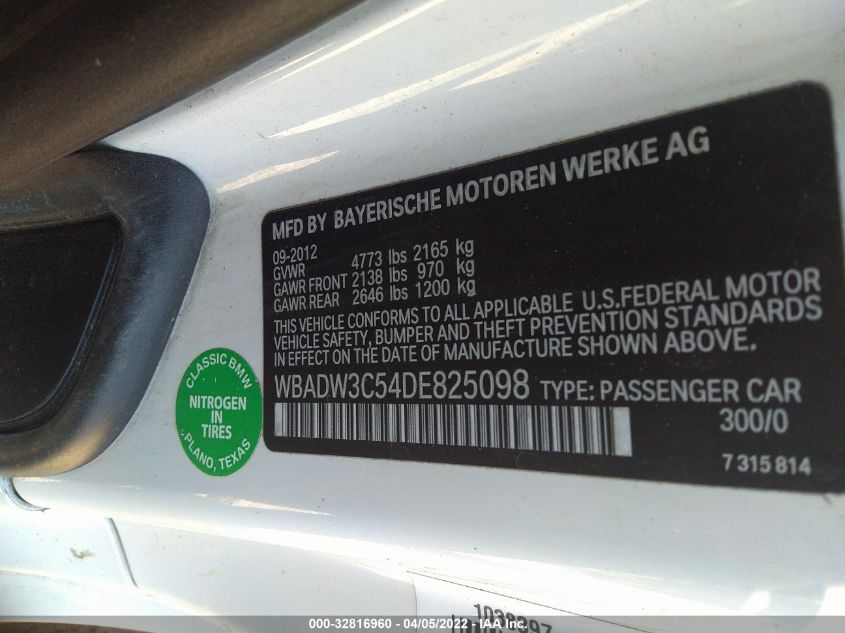 MFD BY BAYERISCHE MOTOREN WERKE AG
09-2012
GVWR 4773 lbs 2165 kg
GAWR FRONT 2138 lbs 970 kg
GAWR REAR 2646 lbs 1200 kg
THIS VEHICLE CONFORMS TO ALL APPLICABLE U.S.FEDERAL MOTOR
VEHICLE SAFETY, BUMPER AND THEFT PREVENTION STANDARDS
IN EFFECT ON THE DATE OF MANUFACTURE SHOWN ABOVE.
WBADW3C54DE825098 TYPE: PASSENGER CAR
300/0
7 315 814
CLASSIC BMW
NITROGEN
IN
TIRES
PLANO, TEXAS
000-32816960 - 04/05/2022 - IAA Inc.